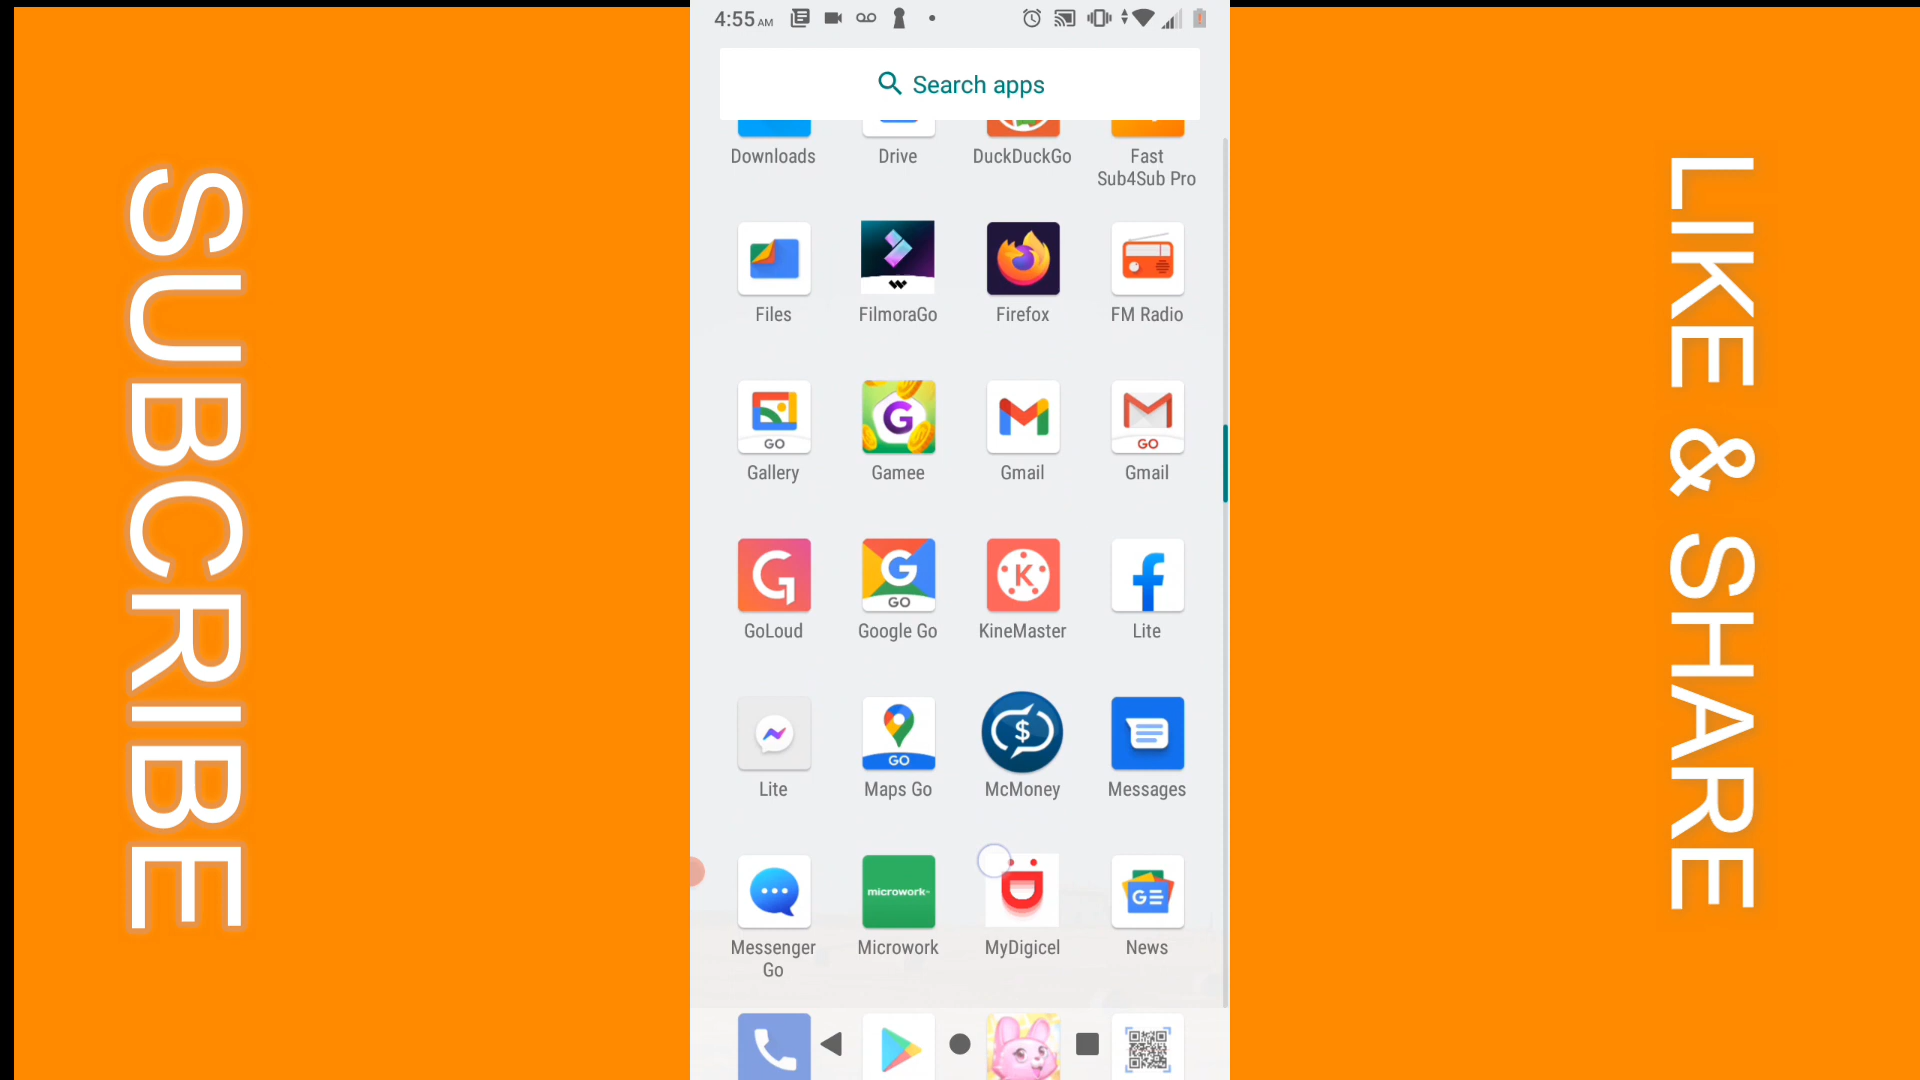 SUBCRIBE
4:55 AM
Search apps
Downloads
Drive
DuckDuckGo
Fast
Sub4Sub Pro
Files
FilmoraGo
Firefox
FM Radio
GO
G
GO
Gallery
Gamee
Gmail
Gmail
G
GO
K
GoLoud
Google Go
KineMaster
Lite
GO
$
Lite
Maps Go
McMoney
Messages
microwork
GE
Messenger
Go
Microwork
MyDigicel
News
LIKE & SHARE